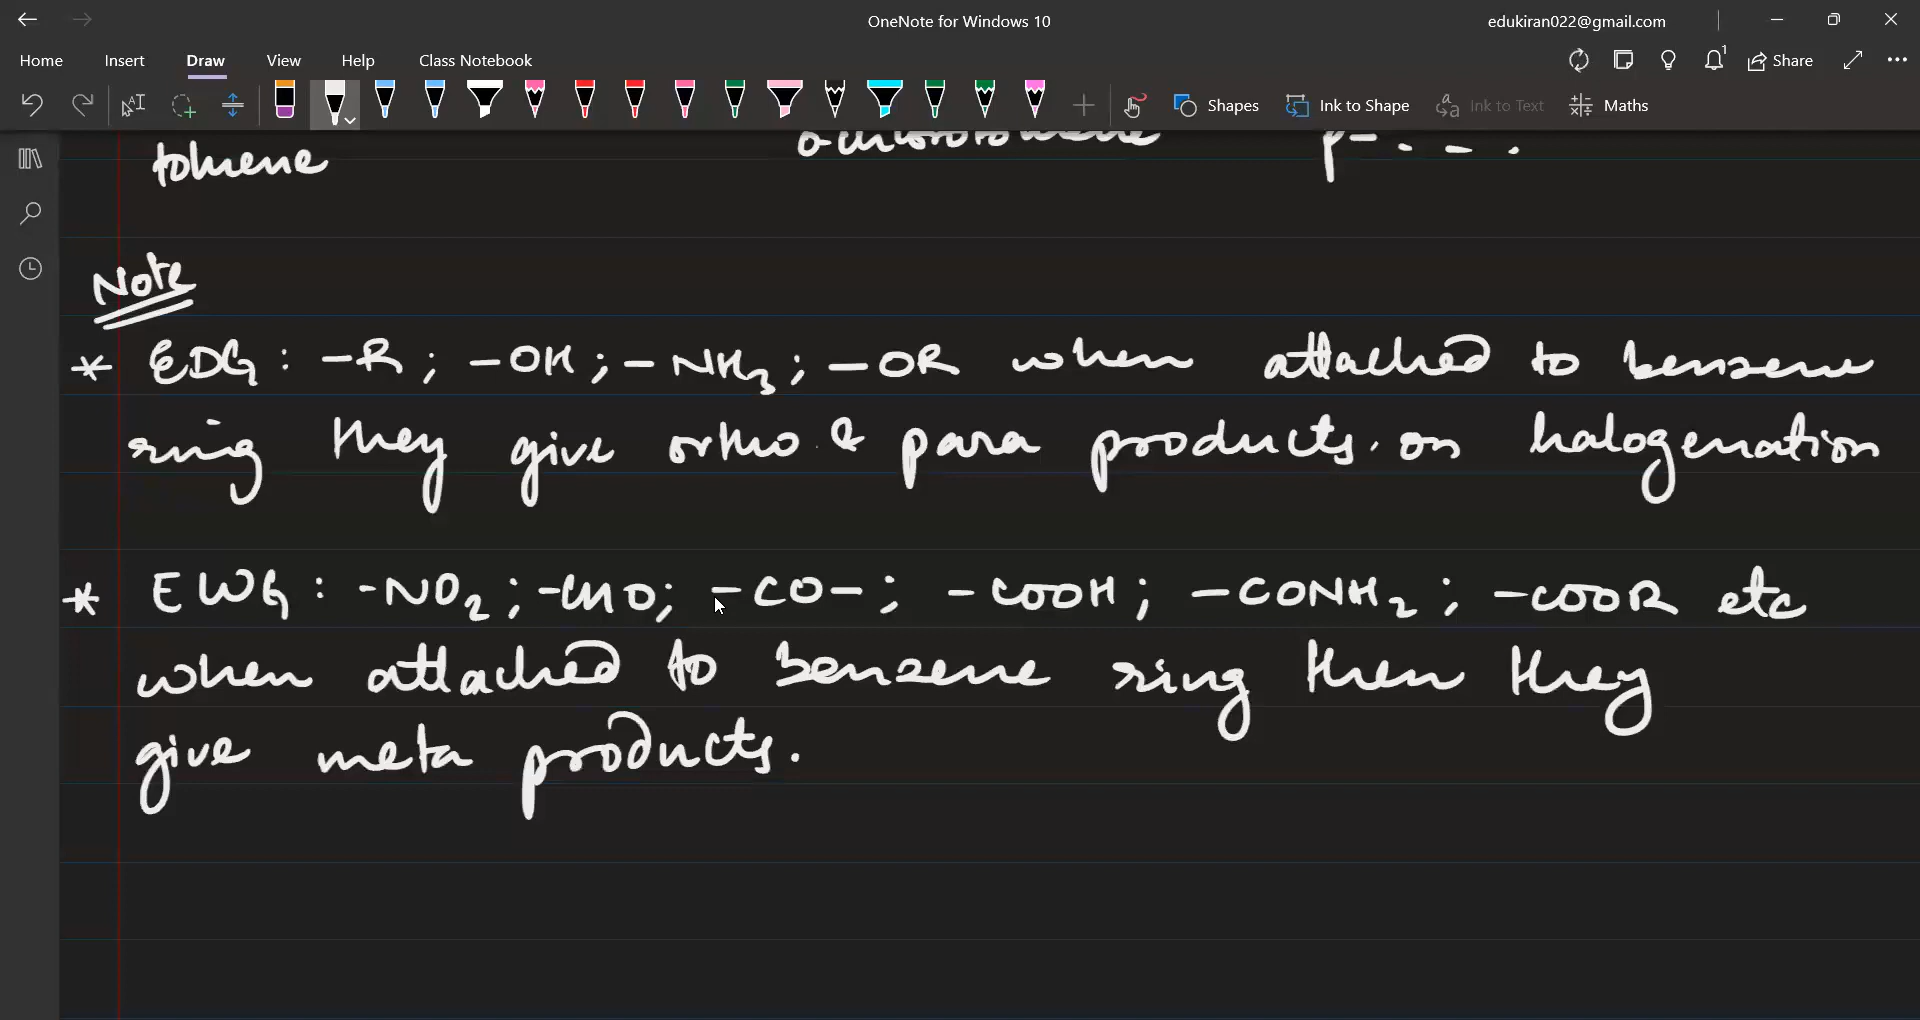 OneNote for Windows 10
edukiran022@gmail.com
Home Insert Draw View Help Class Notebook
1
Share
Shapes Ink to Shape Ink to Text Maths
toluene p- . - .
Note
* EDG : -R ; -OH ; -NH3 ; -OR when attached to benzene
ring they give ortho & para products. on halogenation
* EWG : -NO2 ; -CHO ; -CO- ; -COOH ; -CONH2 ; -COOR etc
when attached to benzene ring then they
give meta products.